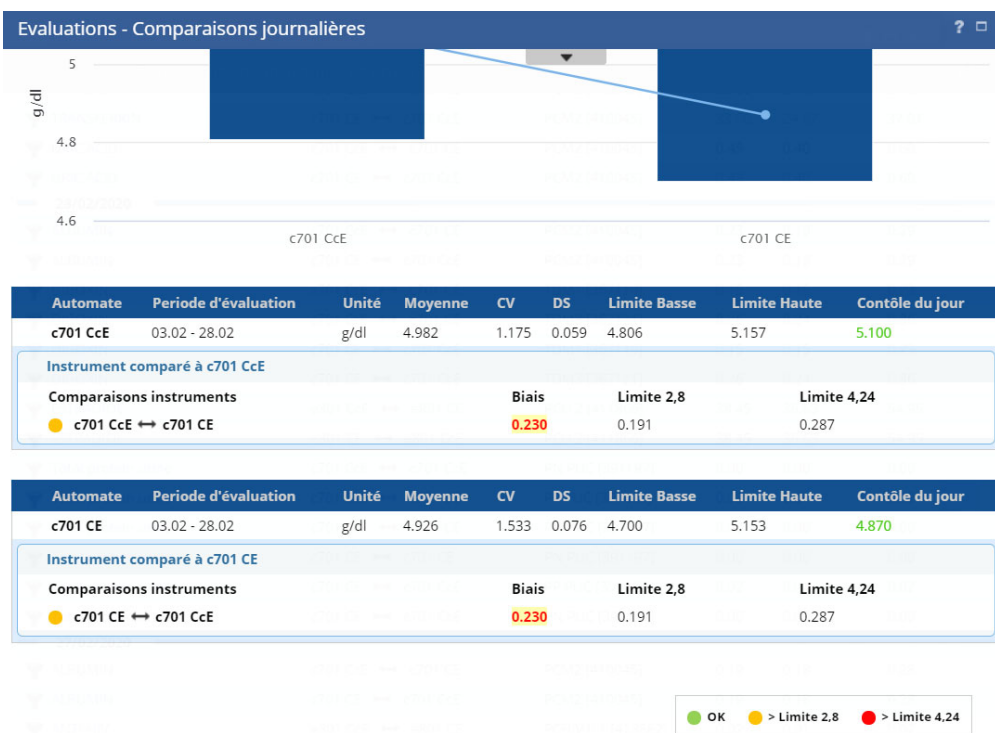 Evaluations - Comparaisons journalières ?
5
g/dl
4.8
4.6
c701 CcE c701 CE
Automate Periode d'évaluation Unité Moyenne CV DS Limite Basse Limite Haute Contôle du jour
c701 CcE 03.02 - 28.02 g/dl 4.982 1.175 0.059 4.806 5.157 5.100
Instrument comparé à c701 CcE
Comparaisons instruments Biais Limite 2,8 Limite 4,24
c701 CcE ↔ c701 CE 0.230 0.191 0.287
Automate Periode d'évaluation Unité Moyenne CV DS Limite Basse Limite Haute Contôle du jour
c701 CE 03.02 - 28.02 g/dl 4.926 1.533 0.076 4.700 5.153 4.870
Instrument comparé à c701 CE
Comparaisons instruments Biais Limite 2,8 Limite 4,24
c701 CE ↔ c701 CcE 0.230 0.191 0.287
OK > Limite 2,8 > Limite 4,24